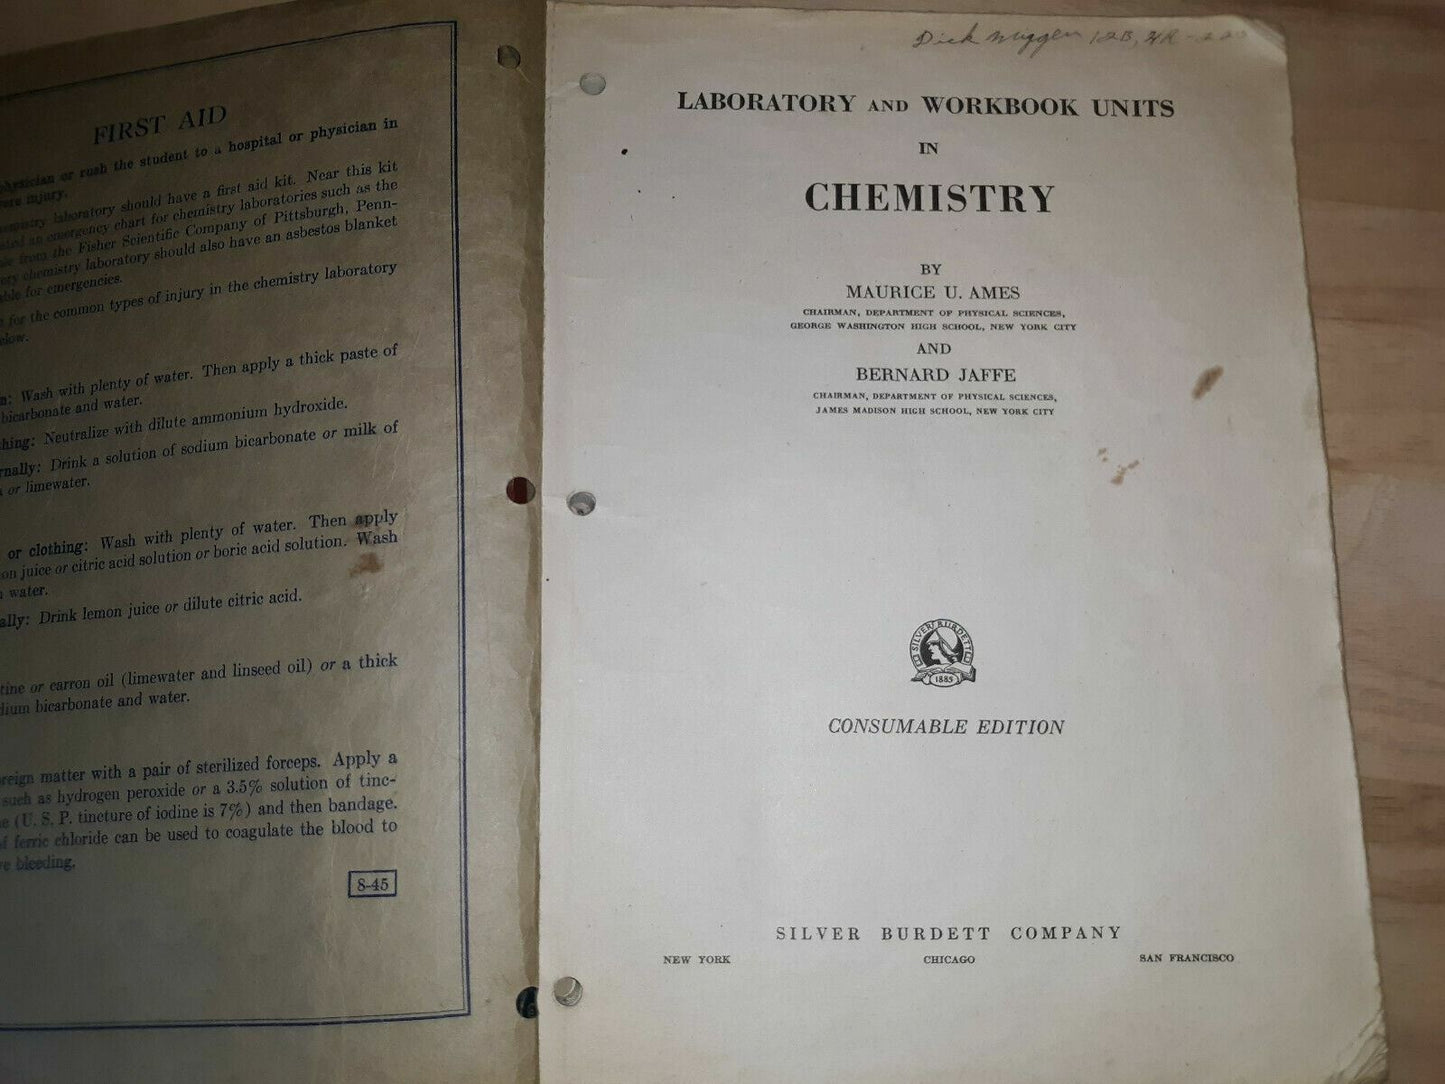 FIRST AID
physician or rush the student to a hospital or physician in
injury.
laboratory should have a first aid kit. Near this kit
an emergency chart for chemistry laboratories such as the
from the Fisher Scientific Company of Pittsburgh, Penn-
chemistry laboratory should also have an asbestos blanket
for emergencies.
for the common types of injury in the chemistry laboratory
Wash with plenty of water. Then apply a thick paste of
bicarbonate and water.
Neutralize with dilute ammonium hydroxide.
Drink a solution of sodium bicarbonate or milk of
or limewater.
or clothing: Wash with plenty of water. Then apply
juice or citric acid solution or boric acid solution. Wash
water.
Drink lemon juice or dilute citric acid.
or carron oil (limewater and linseed oil) or a thick
bicarbonate and water.
matter with a pair of sterilized forceps. Apply a
such as hydrogen peroxide or a 3.5% solution of tinc-
(U. S. P. tincture of iodine is 7%) and then bandage.
of ferric chloride can be used to coagulate the blood to
bleeding.
8-45
Dick 12B,
LABORATORY AND WORKBOOK UNITS
IN
CHEMISTRY
BY
MAURICE U. AMES
CHAIRMAN, DEPARTMENT OF PHYSICAL SCIENCES,
GEORGE WASHINGTON HIGH SCHOOL, NEW YORK CITY
AND
BERNARD JAFFE
CHAIRMAN, DEPARTMENT OF PHYSICAL SCIENCES,
JAMES MADISON HIGH SCHOOL, NEW YORK CITY
SILVER BURDETT
1885
CONSUMABLE EDITION
SILVER BURDETT COMPANY
NEW YORK CHICAGO SAN FRANCISCO